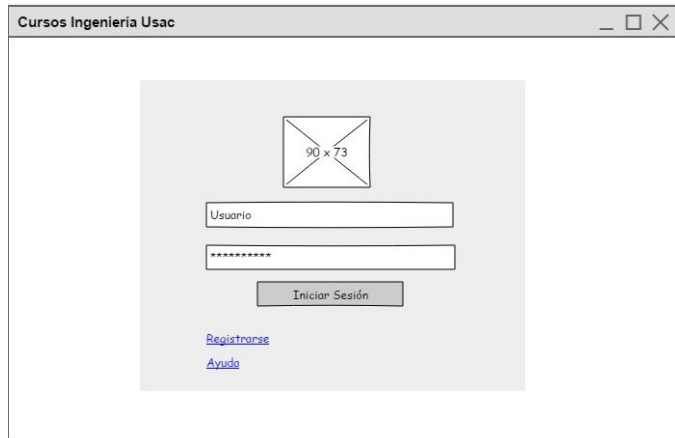 Cursos Ingeniería Usac
90 x 73
Usuario
**********
Iniciar Sesión
Registrarse
Ayuda